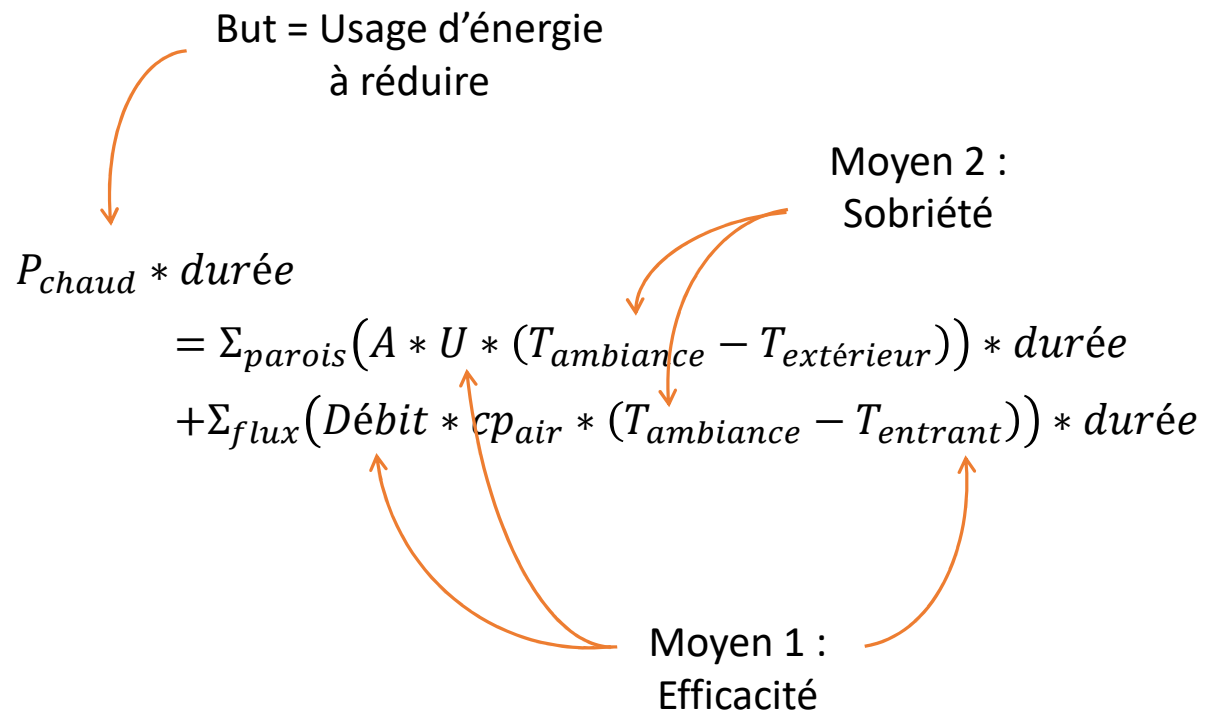 But = Usage d’énergie
à réduire
Moyen 2 :
Sobriété
P_chaud * durée
= Σ_parois(A * U * (T_ambiance − T_extérieur)) * durée
+Σ_flux(Débit * cp_air * (T_ambiance − T_entrant)) * durée
Moyen 1 :
Efficacité